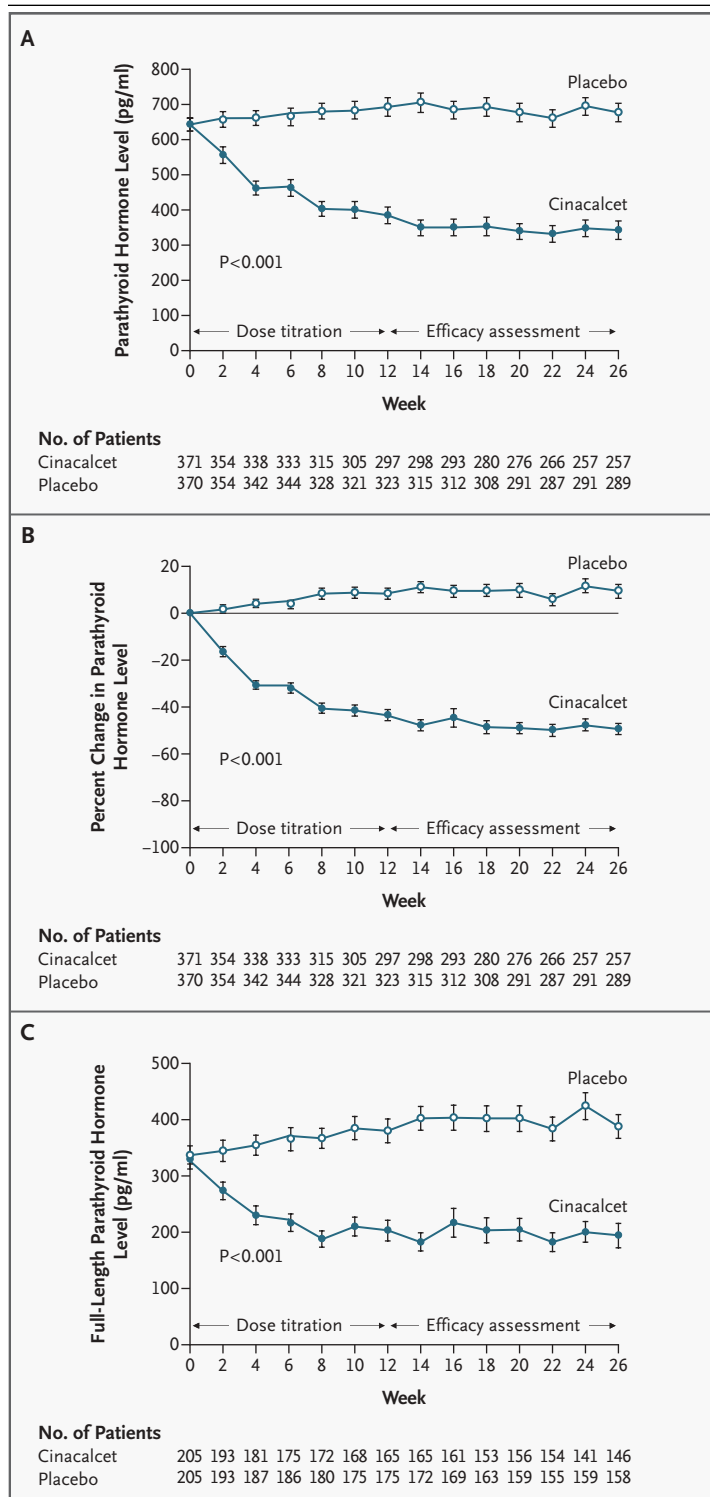 A
Parathyroid Hormone Level (pg/ml)
800
700
600
500
400
300
200
100
0
Placebo
Cinacalcet
P<0.001
Dose titration
Efficacy assessment
0 2 4 6 8 10 12 14 16 18 20 22 24 26
Week
No. of Patients
Cinacalcet 371 354 338 333 315 305 297 298 293 280 276 266 257 257
Placebo 370 354 342 344 328 321 323 315 312 308 291 287 291 289
B
Percent Change in Parathyroid
Hormone Level
20
0
–20
–40
–60
–80
–100
Placebo
Cinacalcet
P<0.001
Dose titration
Efficacy assessment
0 2 4 6 8 10 12 14 16 18 20 22 24 26
Week
No. of Patients
Cinacalcet 371 354 338 333 315 305 297 298 293 280 276 266 257 257
Placebo 370 354 342 344 328 321 323 315 312 308 291 287 291 289
C
Full-Length Parathyroid Hormone
Level (pg/ml)
500
400
300
200
100
0
Placebo
Cinacalcet
P<0.001
Dose titration
Efficacy assessment
0 2 4 6 8 10 12 14 16 18 20 22 24 26
Week
No. of Patients
Cinacalcet 205 193 181 175 172 168 165 165 161 153 156 154 141 146
Placebo 205 193 187 186 180 175 175 172 169 163 159 155 159 158